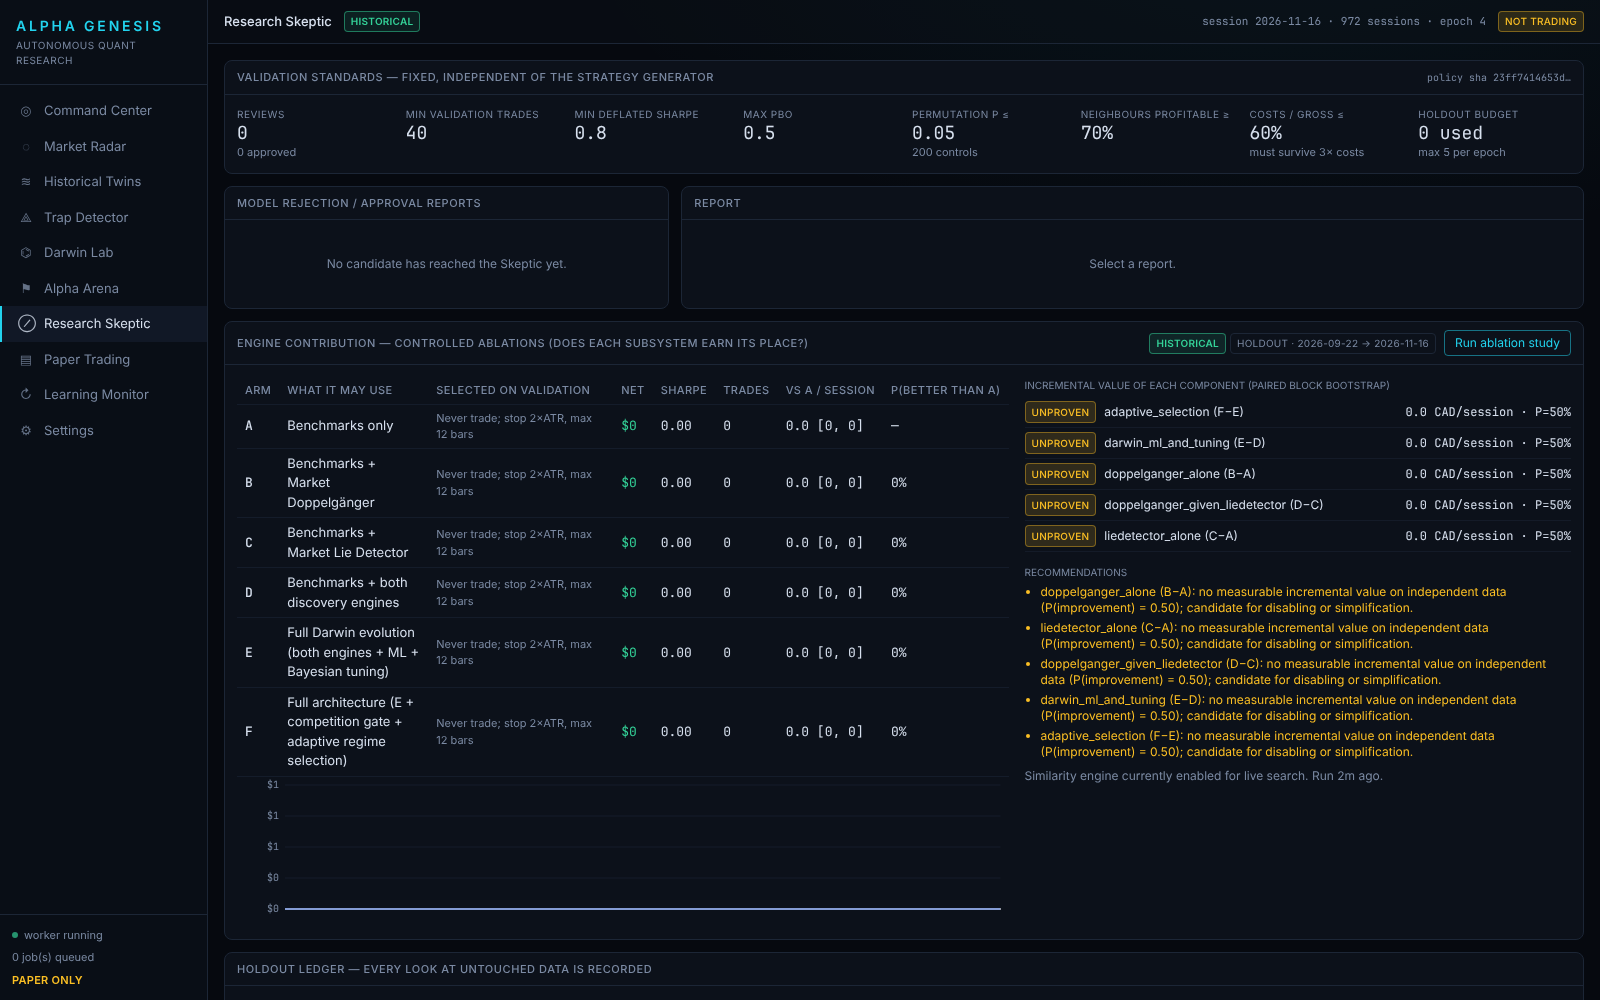 ALPHA GENESIS
AUTONOMOUS QUANT
RESEARCH
Command Center
Market Radar
Historical Twins
Trap Detector
Darwin Lab
Alpha Arena
Research Skeptic
Paper Trading
Learning Monitor
Settings
worker running
0 job(s) queued
PAPER ONLY
Research Skeptic HISTORICAL
session 2026-11-16 · 972 sessions · epoch 4 NOT TRADING
VALIDATION STANDARDS — FIXED, INDEPENDENT OF THE STRATEGY GENERATOR
policy sha 23ff7414653d…
REVIEWS
0
0 approved
MIN VALIDATION TRADES
40
MIN DEFLATED SHARPE
0.8
MAX PBO
0.5
PERMUTATION P ≤
0.05
200 controls
NEIGHBOURS PROFITABLE ≥
70%
COSTS / GROSS ≤
60%
must survive 3× costs
HOLDOUT BUDGET
0 used
max 5 per epoch
MODEL REJECTION / APPROVAL REPORTS
No candidate has reached the Skeptic yet.
REPORT
Select a report.
ENGINE CONTRIBUTION — CONTROLLED ABLATIONS (DOES EACH SUBSYSTEM EARN ITS PLACE?)
HISTORICAL HOLDOUT · 2026-09-22 → 2026-11-16 Run ablation study
ARM WHAT IT MAY USE SELECTED ON VALIDATION NET SHARPE TRADES VS A / SESSION P(BETTER THAN A)
A Benchmarks only Never trade; stop 2×ATR, max
12 bars $0 0.00 0 0.0 [0, 0] —
B Benchmarks +
Market
Doppelgänger Never trade; stop 2×ATR, max
12 bars $0 0.00 0 0.0 [0, 0] 0%
C Benchmarks +
Market Lie Detector Never trade; stop 2×ATR, max
12 bars $0 0.00 0 0.0 [0, 0] 0%
D Benchmarks + both
discovery engines Never trade; stop 2×ATR, max
12 bars $0 0.00 0 0.0 [0, 0] 0%
E Full Darwin evolution
(both engines + ML +
Bayesian tuning) Never trade; stop 2×ATR, max
12 bars $0 0.00 0 0.0 [0, 0] 0%
F Full architecture (E +
competition gate +
adaptive regime
selection) Never trade; stop 2×ATR, max
12 bars $0 0.00 0 0.0 [0, 0] 0%
$1
$1
$1
$0
$0
INCREMENTAL VALUE OF EACH COMPONENT (PAIRED BLOCK BOOTSTRAP)
UNPROVEN adaptive_selection (F−E) 0.0 CAD/session · P=50%
UNPROVEN darwin_ml_and_tuning (E−D) 0.0 CAD/session · P=50%
UNPROVEN doppelganger_alone (B−A) 0.0 CAD/session · P=50%
UNPROVEN doppelganger_given_liedetector (D−C) 0.0 CAD/session · P=50%
UNPROVEN liedetector_alone (C−A) 0.0 CAD/session · P=50%
RECOMMENDATIONS
• doppelganger_alone (B−A): no measurable incremental value on independent data
(P(improvement) = 0.50); candidate for disabling or simplification.
• liedetector_alone (C−A): no measurable incremental value on independent data
(P(improvement) = 0.50); candidate for disabling or simplification.
• doppelganger_given_liedetector (D−C): no measurable incremental value on independent
data (P(improvement) = 0.50); candidate for disabling or simplification.
• darwin_ml_and_tuning (E−D): no measurable incremental value on independent data
(P(improvement) = 0.50); candidate for disabling or simplification.
• adaptive_selection (F−E): no measurable incremental value on independent data
(P(improvement) = 0.50); candidate for disabling or simplification.
Similarity engine currently enabled for live search. Run 2m ago.
HOLDOUT LEDGER — EVERY LOOK AT UNTOUCHED DATA IS RECORDED